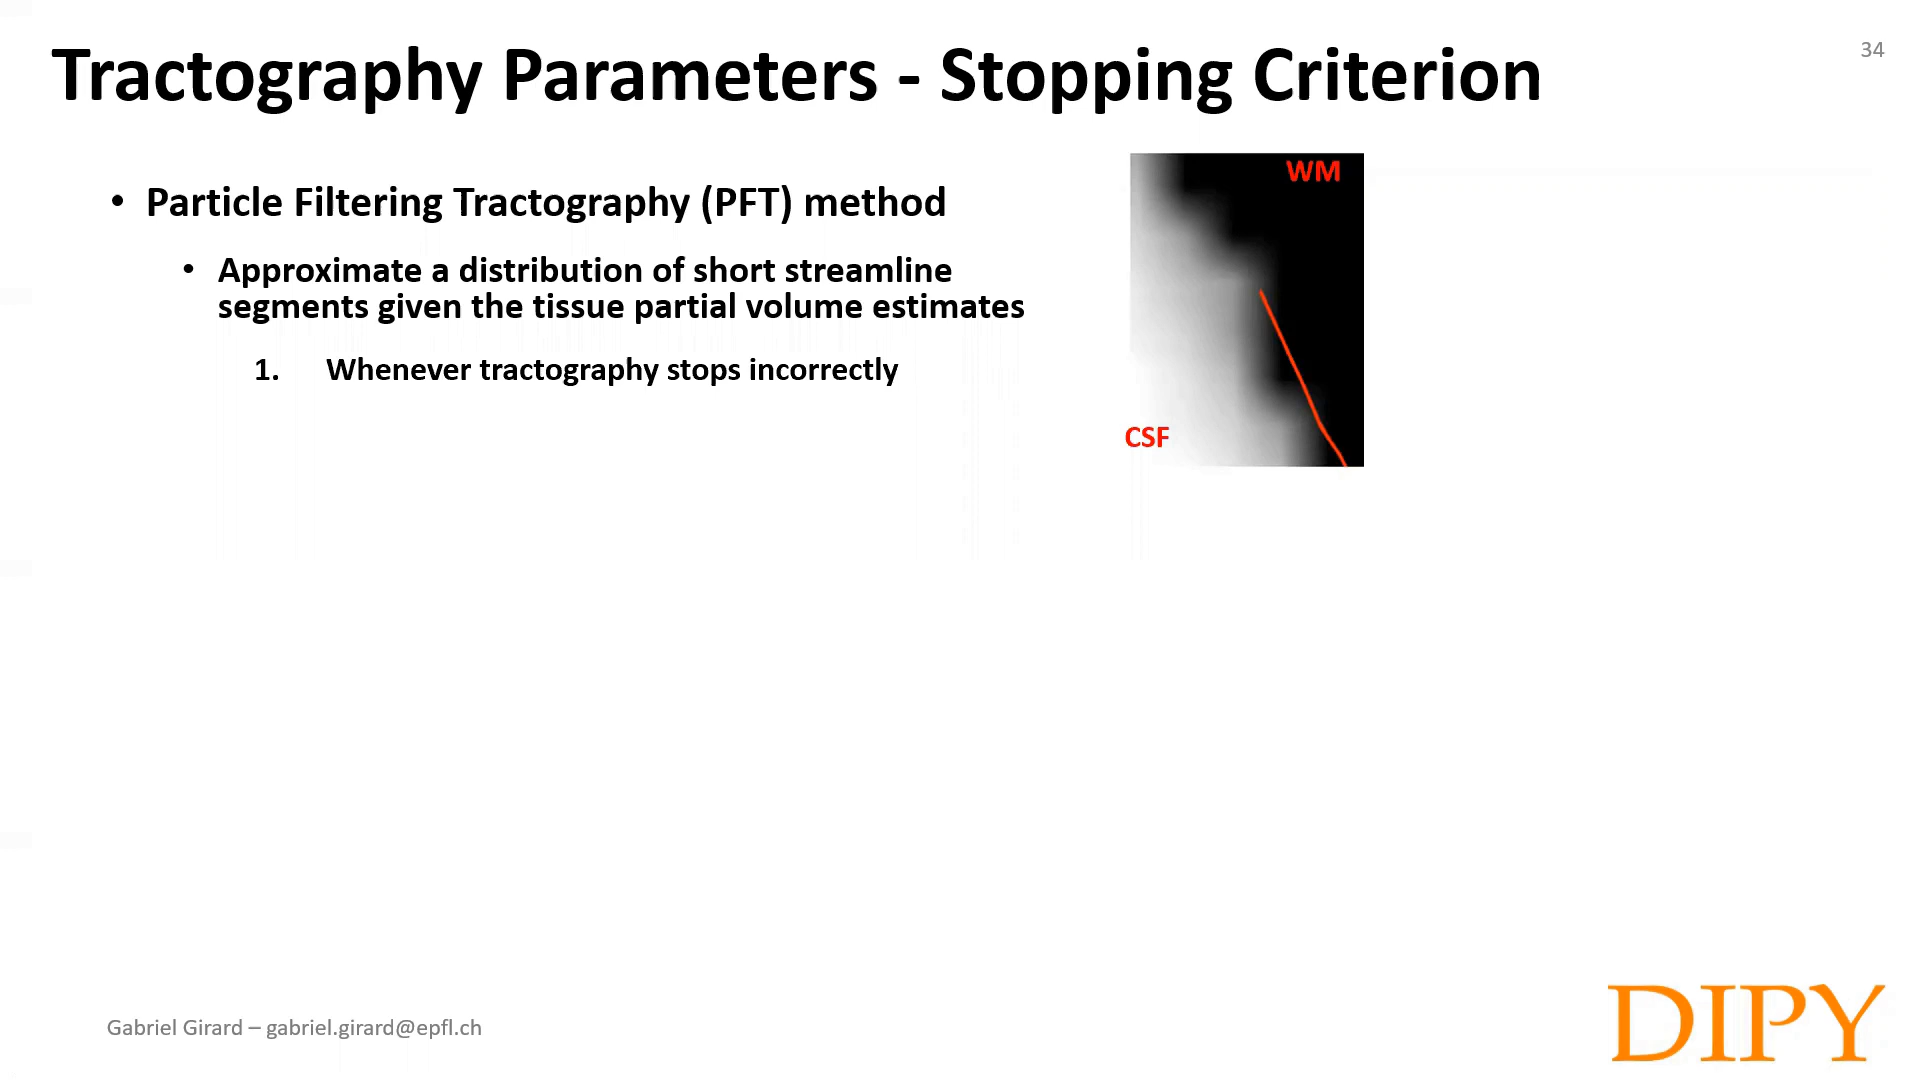 Tractography Parameters - Stopping Criterion
34
• Particle Filtering Tractography (PFT) method
• Approximate a distribution of short streamline
segments given the tissue partial volume estimates
1. Whenever tractography stops incorrectly
WM
CSF
Gabriel Girard – gabriel.girard@epfl.ch
DIPY